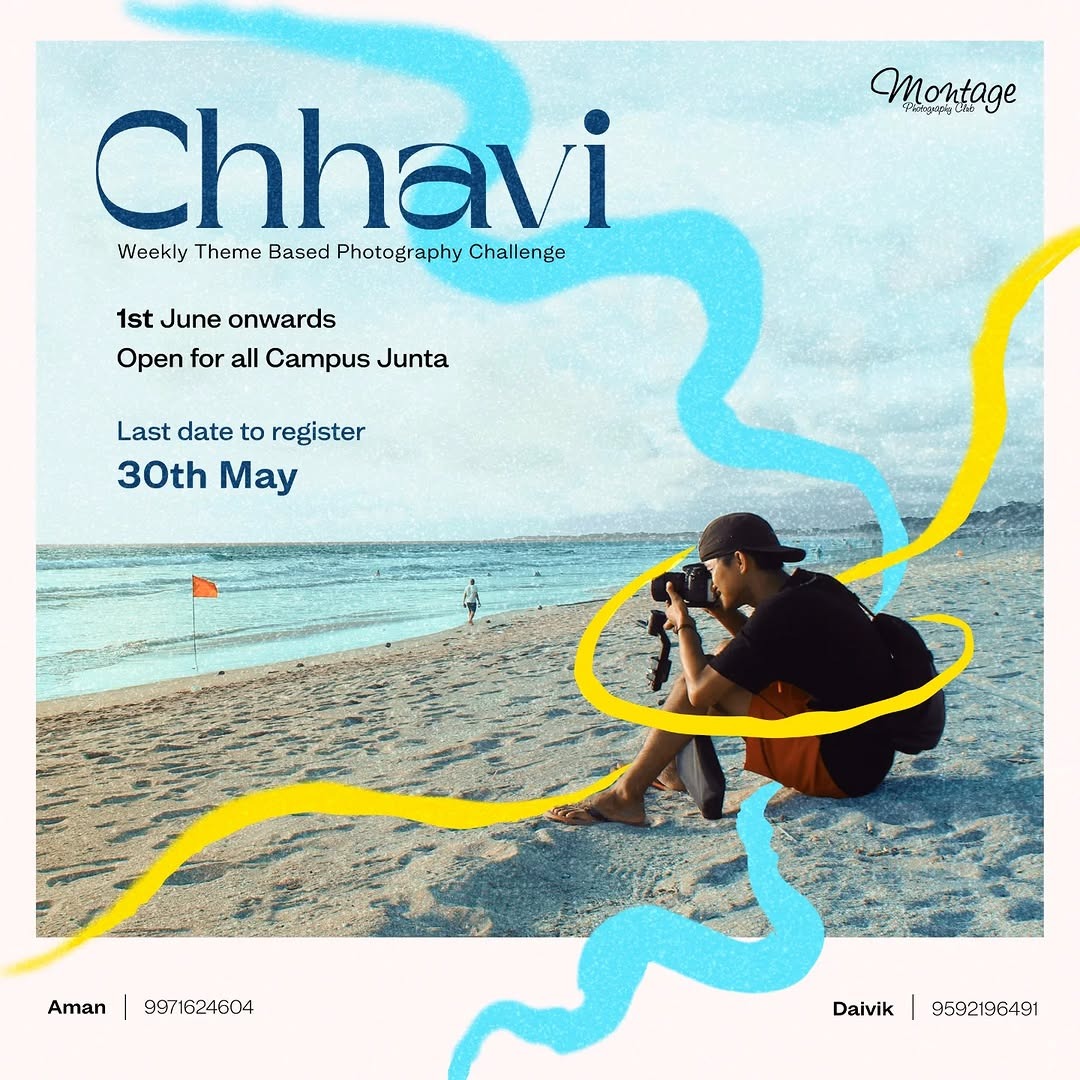 Montage
Photography Club
Chhavi
Weekly Theme Based Photography Challenge
1st June onwards
Open for all Campus Junta
Last date to register
30th May
Aman | 9971624604
Daivik | 9592196491